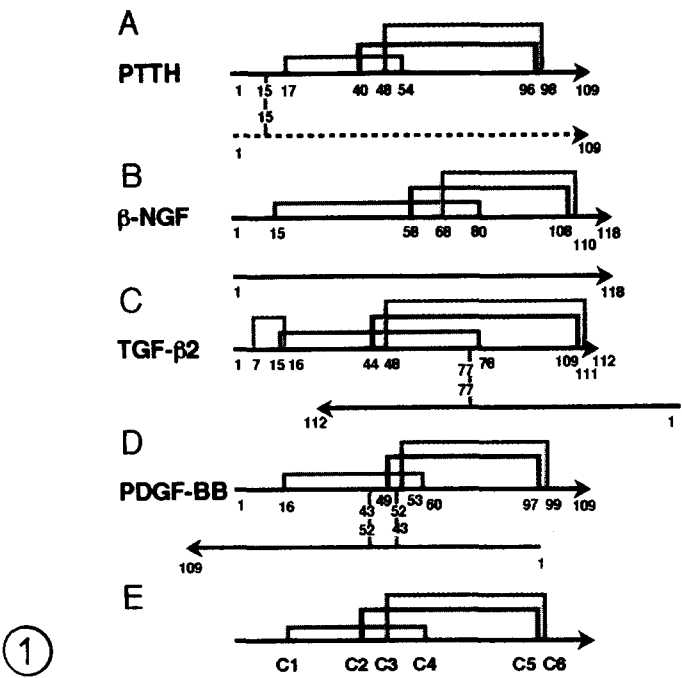 A
PTTH
1 15 17 40 48 54 96 98 109
15
1 109
B
β-NGF
1 15 58 68 80 108 110 118
1 118
C
TGF-β2
1 7 15 16 44 48 77 78 109 111 112
77
112 1
D
PDGF-BB
1 16 43 49 52 53 60 97 99 109
52 43
109 1
E
C1 C2 C3 C4 C5 C6
1